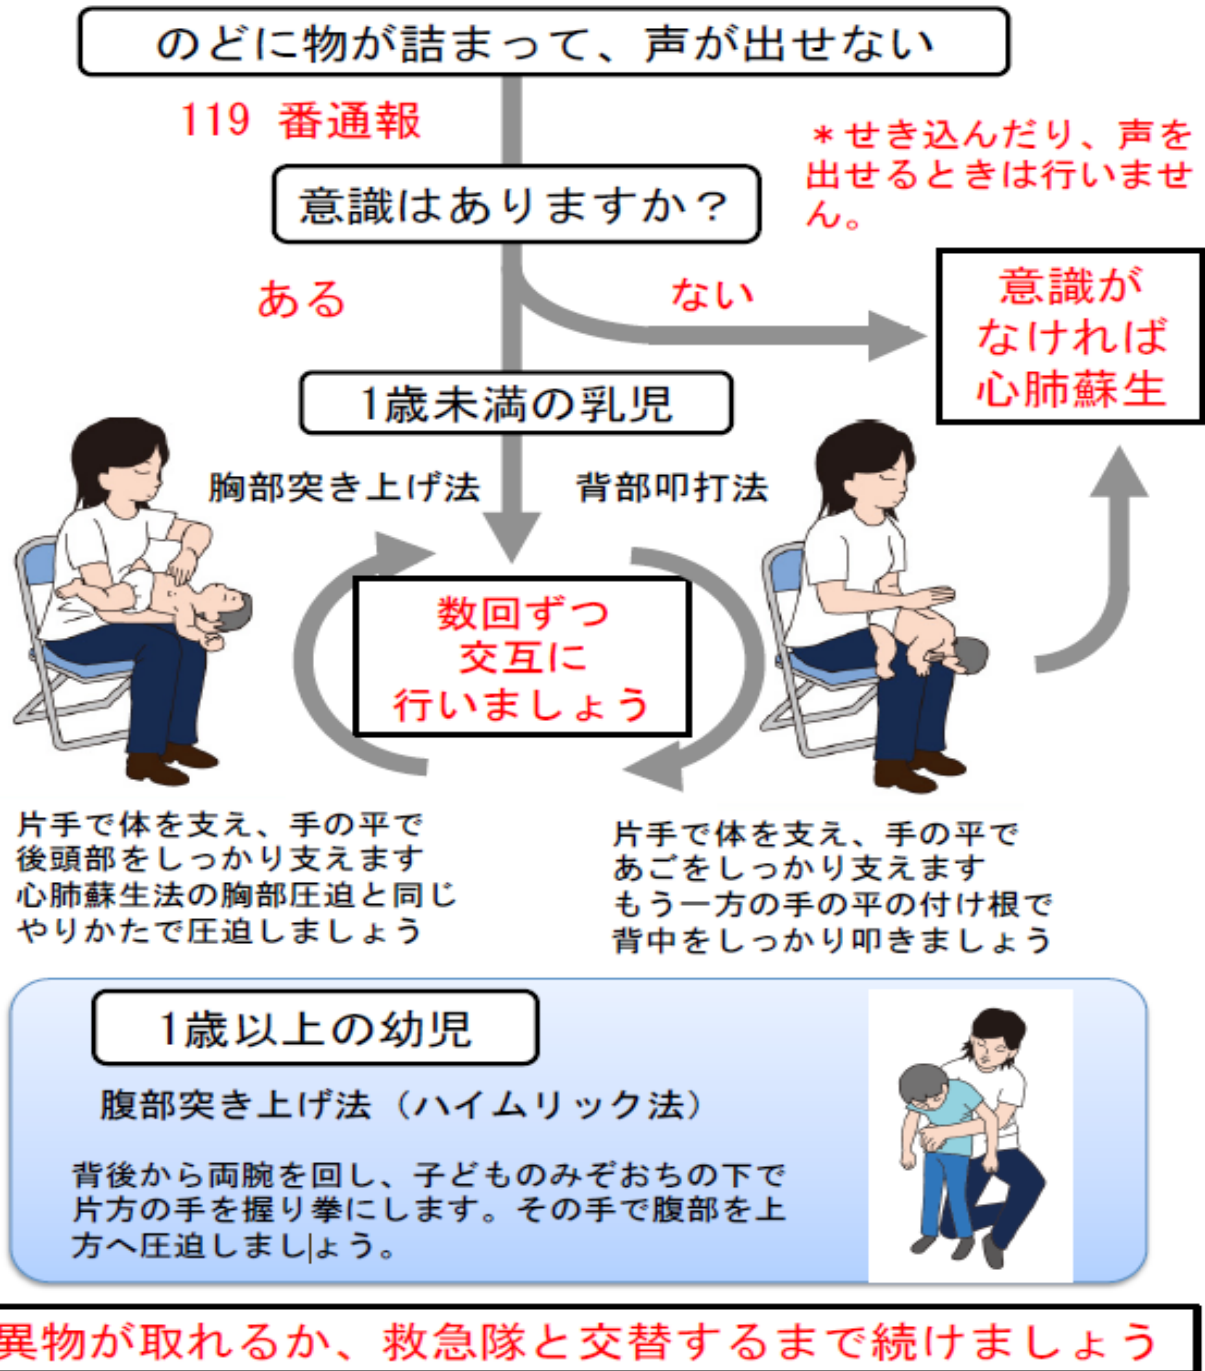 のどに物が詰まって、声が出せない
119 番通報
＊せき込んだり、声を
出せるときは行いませ
ん。
意識はありますか？
ある
ない
意識が
なければ
心肺蘇生
1歳未満の乳児
胸部突き上げ法
背部叩打法
数回ずつ
交互に
行いましょう
片手で体を支え、手の平で
後頭部をしっかり支えます
心肺蘇生法の胸部圧迫と同じ
やりかたで圧迫しましょう
片手で体を支え、手の平で
あごをしっかり支えます
もう一方の手の平の付け根で
背中をしっかり叩きましょう
1歳以上の幼児
腹部突き上げ法（ハイムリック法）
背後から両腕を回し、子どものみぞおちの下で
片方の手を握り拳にします。その手で腹部を上
方へ圧迫しましょう。
異物が取れるか、救急隊と交替するまで続けましょう